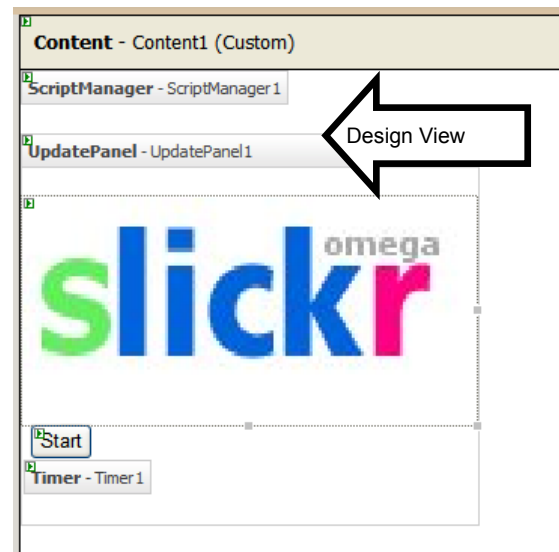 Content - Content1 (Custom)
ScriptManager - ScriptManager1
Design View
UpdatePanel - UpdatePanel1
omega
slickr
Start
Timer - Timer1